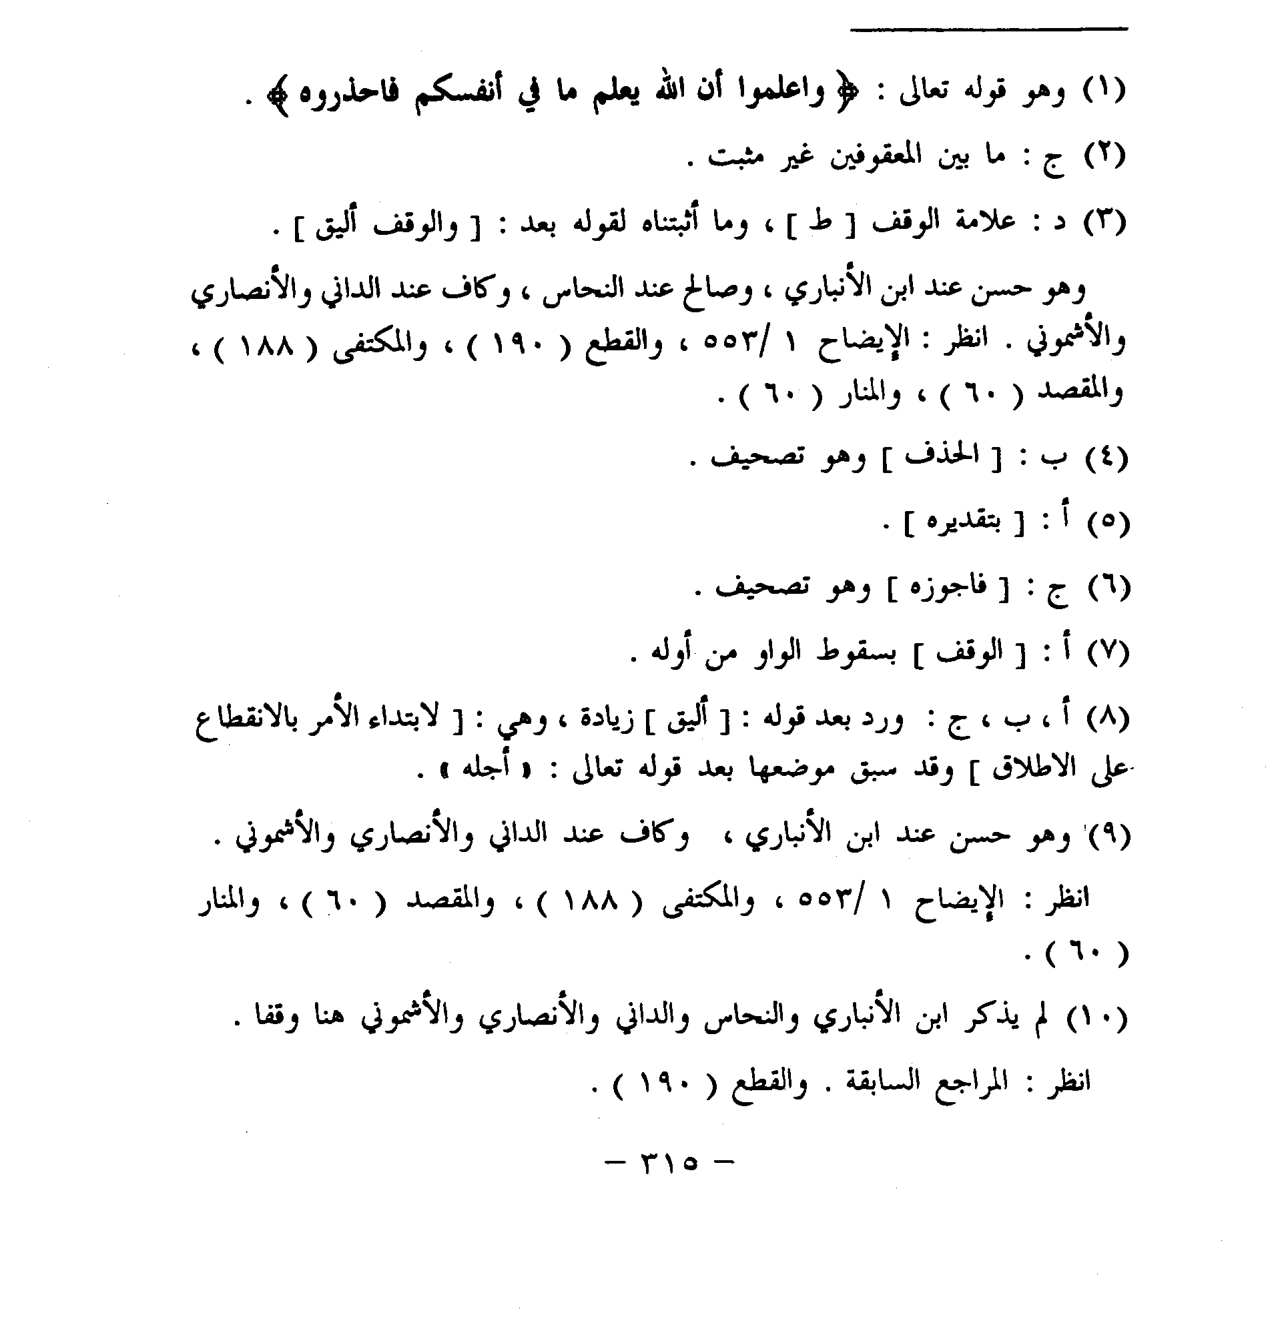 (١) وهو قوله تعالى : ﴿ واعلموا أن الله يعلم ما في أنفسكم فاحذروه ﴾ .
(٢) ج : ما بين المعقوفين غير مثبت .
(٣) د : علامة الوقف [ ط ] ، وما أثبتناه لقوله بعد : [ والوقف أليق ] .
وهو حسن عند ابن الأنباري ، وصالح عند النحاس ، وكاف عند الداني والأنصاري
والأشموني . انظر : الإيضاح ١ /٥٥٣ ، والقطع ( ١٩٠ ) ، والمكتفى ( ١٨٨ ) ،
والمقصد ( ٦٠ ) ، والمنار ( ٦٠ ) .
(٤) ب : [ الحذف ] وهو تصحيف .
(٥) أ : [ بتقديره ] .
(٦) ج : [ فاجوزه ] وهو تصحيف .
(٧) أ : [ الوقف ] بسقوط الواو من أوله .
(٨) أ ، ب ، ج : ورد بعد قوله : [ أليق ] زيادة ، وهي : [ لابتداء الأمر بالانقطاع
على الاطلاق ] وقد سبق موضعها بعد قوله تعالى : « أجله » .
(٩) وهو حسن عند ابن الأنباري ، وكاف عند الداني والأنصاري والأشموني .
انظر : الإيضاح ١ /٥٥٣ ، والمكتفى ( ١٨٨ ) ، والمقصد ( ٦٠ ) ، والمنار
( ٦٠ ) .
(١٠) لم يذكر ابن الأنباري والنحاس والداني والأنصاري والأشموني هنا وقفا .
انظر : المراجع السابقة . والقطع ( ١٩٠ ) .
– ٣١٥ –